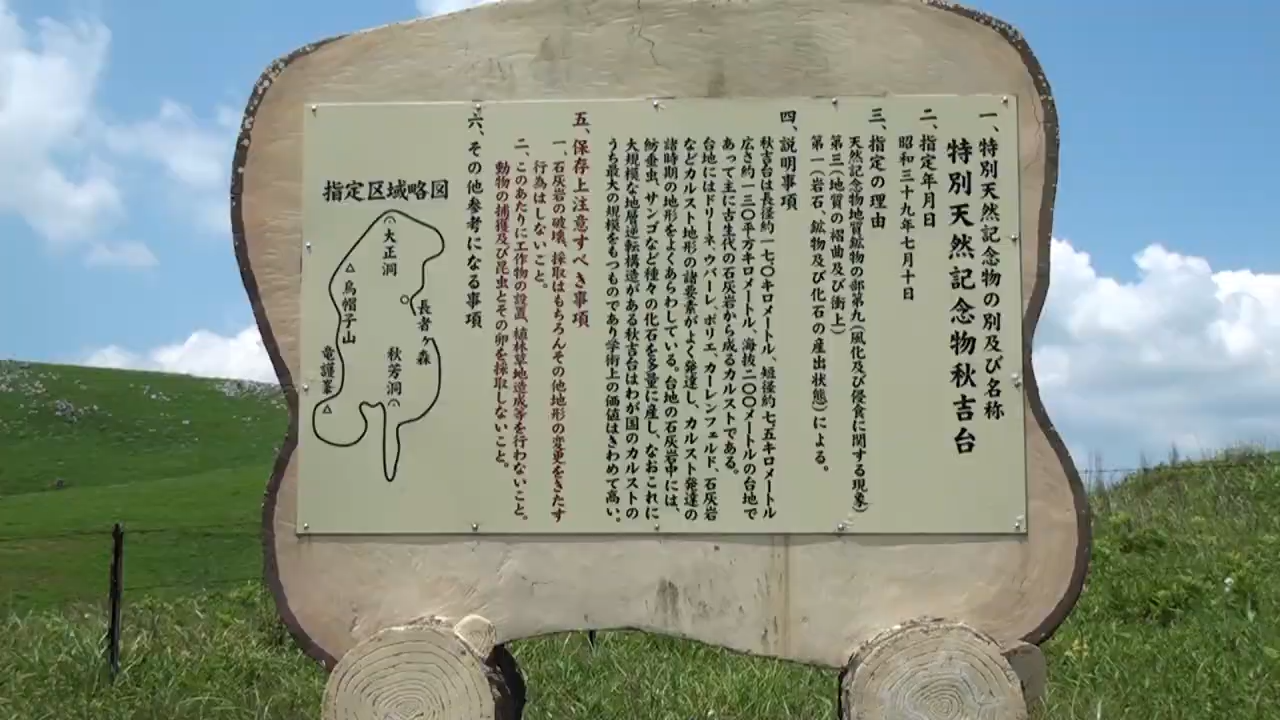 一、特別天然記念物の別及び名称
特別天然記念物秋吉台
二、指定年月日
昭和三十九年七月十日
三、指定の理由
天然記念物地質鉱物の部第九（風化及び侵食に関する現象）
第三（地質の褶曲及び衝上）
第一（岩石、鉱物及び化石の産出状態）による。
四、説明事項
秋吉台は長径約一七〇キロメートル、短径約七五キロメートル
広さ約一三〇平方キロメートル、海抜二〇〇メートルの台地で
あって主に古生代の石灰岩から成るカルストである。
台地にはドリーネ、ウバーレ、ポリエ、カーレンフェルド、石灰岩
などカルスト地形の諸要素がよく発達し、カルスト発達の
諸時期の地形をよくあらわしている。台地の石灰岩中には、
紡垂虫、サンゴなど種々の化石を多量に産し、なおこれに
大規模な地層逆転構造がある秋吉台はわが国のカルストの
うち最大の規模をもつものであり学術上の価値はきわめて高い。
五、保存上注意すべき事項
一、石灰岩の破壊、採取はもちろんその他地形の変更をきたす
行為はしないこと。
二、このあたりに工作物の設置、植林草地造成等を行わないこと。
動物の捕獲及び昆虫とその卵を採取しないこと。
六、その他参考になる事項
指定区域略図
大正洞
烏帽子山
長者ヶ森
秋芳洞
竜護峯